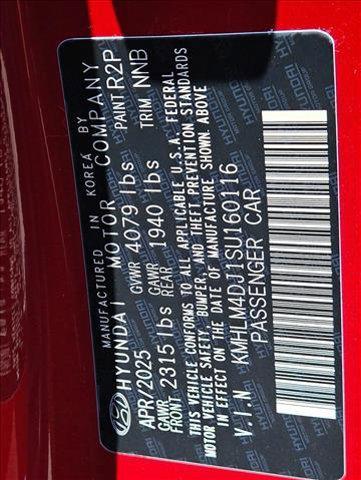 MANUFACTURED IN KOREA BY
HYUNDAI MOTOR COMPANY
APR/2025 GVWR 4079 lbs PAINT R2P
GAWR FRONT 2315 lbs GAWR REAR 1940 lbs TRIM NNB
THIS VEHICLE CONFORMS TO ALL APPLICABLE U.S.A. FEDERAL
MOTOR VEHICLE SAFETY, BUMPER, AND THEFT PREVENTION STANDARDS
IN EFFECT ON THE DATE OF MANUFACTURE SHOWN. ABOVE
V.I.N KMHLM4DJ1SU160116
PASSENGER CAR